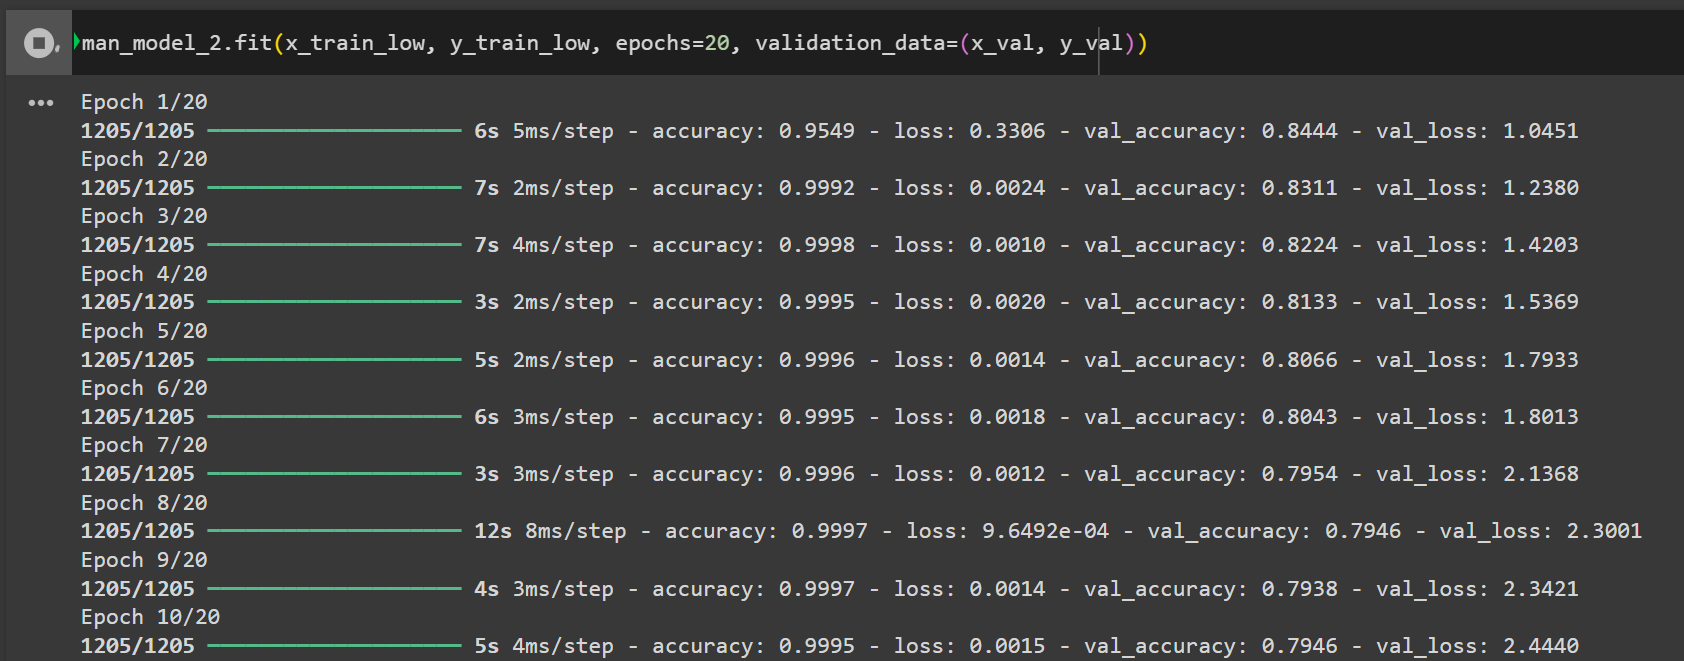 man_model_2.fit(x_train_low, y_train_low, epochs=20, validation_data=(x_val, y_val))
Epoch 1/20
1205/1205 6s 5ms/step - accuracy: 0.9549 - loss: 0.3306 - val_accuracy: 0.8444 - val_loss: 1.0451
Epoch 2/20
1205/1205 7s 2ms/step - accuracy: 0.9992 - loss: 0.0024 - val_accuracy: 0.8311 - val_loss: 1.2380
Epoch 3/20
1205/1205 7s 4ms/step - accuracy: 0.9998 - loss: 0.0010 - val_accuracy: 0.8224 - val_loss: 1.4203
Epoch 4/20
1205/1205 3s 2ms/step - accuracy: 0.9995 - loss: 0.0020 - val_accuracy: 0.8133 - val_loss: 1.5369
Epoch 5/20
1205/1205 5s 2ms/step - accuracy: 0.9996 - loss: 0.0014 - val_accuracy: 0.8066 - val_loss: 1.7933
Epoch 6/20
1205/1205 6s 3ms/step - accuracy: 0.9995 - loss: 0.0018 - val_accuracy: 0.8043 - val_loss: 1.8013
Epoch 7/20
1205/1205 3s 3ms/step - accuracy: 0.9996 - loss: 0.0012 - val_accuracy: 0.7954 - val_loss: 2.1368
Epoch 8/20
1205/1205 12s 8ms/step - accuracy: 0.9997 - loss: 9.6492e-04 - val_accuracy: 0.7946 - val_loss: 2.3001
Epoch 9/20
1205/1205 4s 3ms/step - accuracy: 0.9997 - loss: 0.0014 - val_accuracy: 0.7938 - val_loss: 2.3421
Epoch 10/20
1205/1205 5s 4ms/step - accuracy: 0.9995 - loss: 0.0015 - val_accuracy: 0.7946 - val_loss: 2.4440